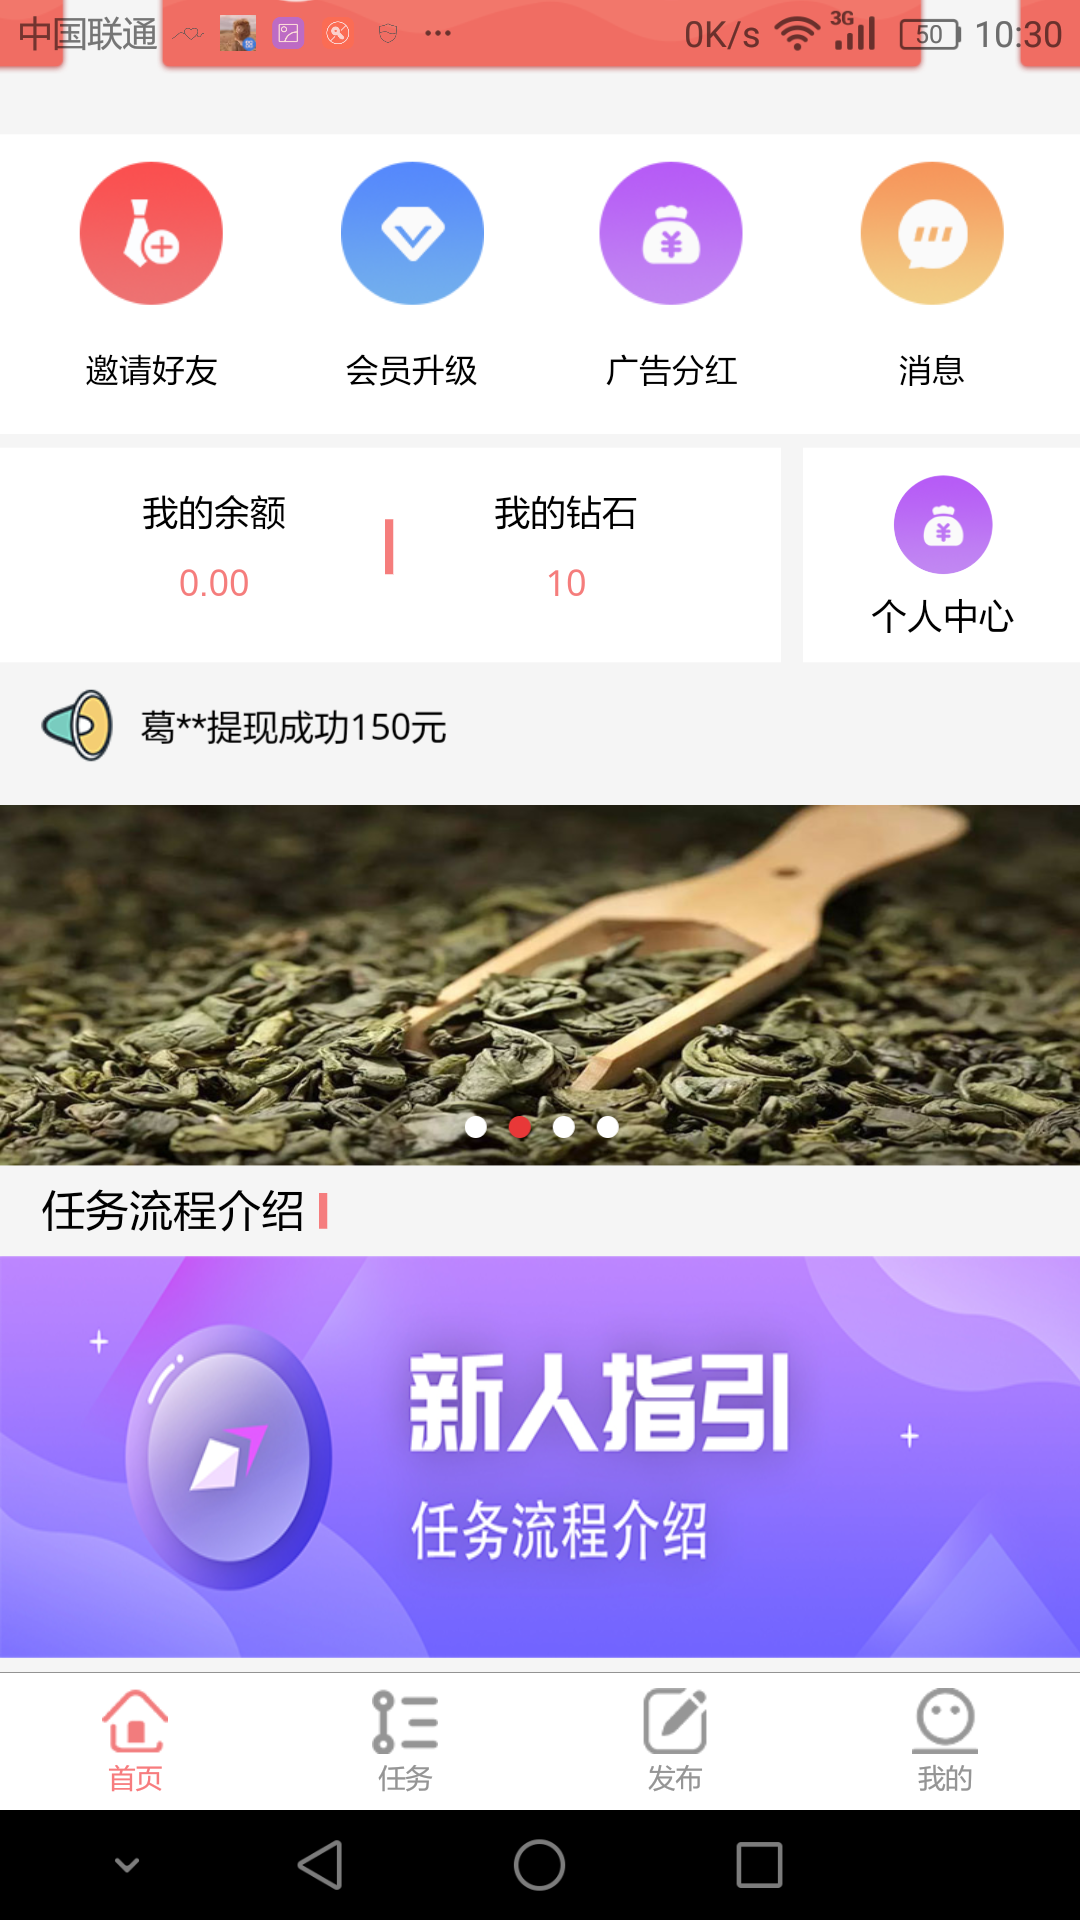 中国联通 0K/s 3G 50 10:30
邀请好友 会员升级 广告分红 消息
我的余额 我的钻石
0.00 10
个人中心
葛**提现成功150元
任务流程介绍
新人指引
任务流程介绍
首页 任务 发布 我的